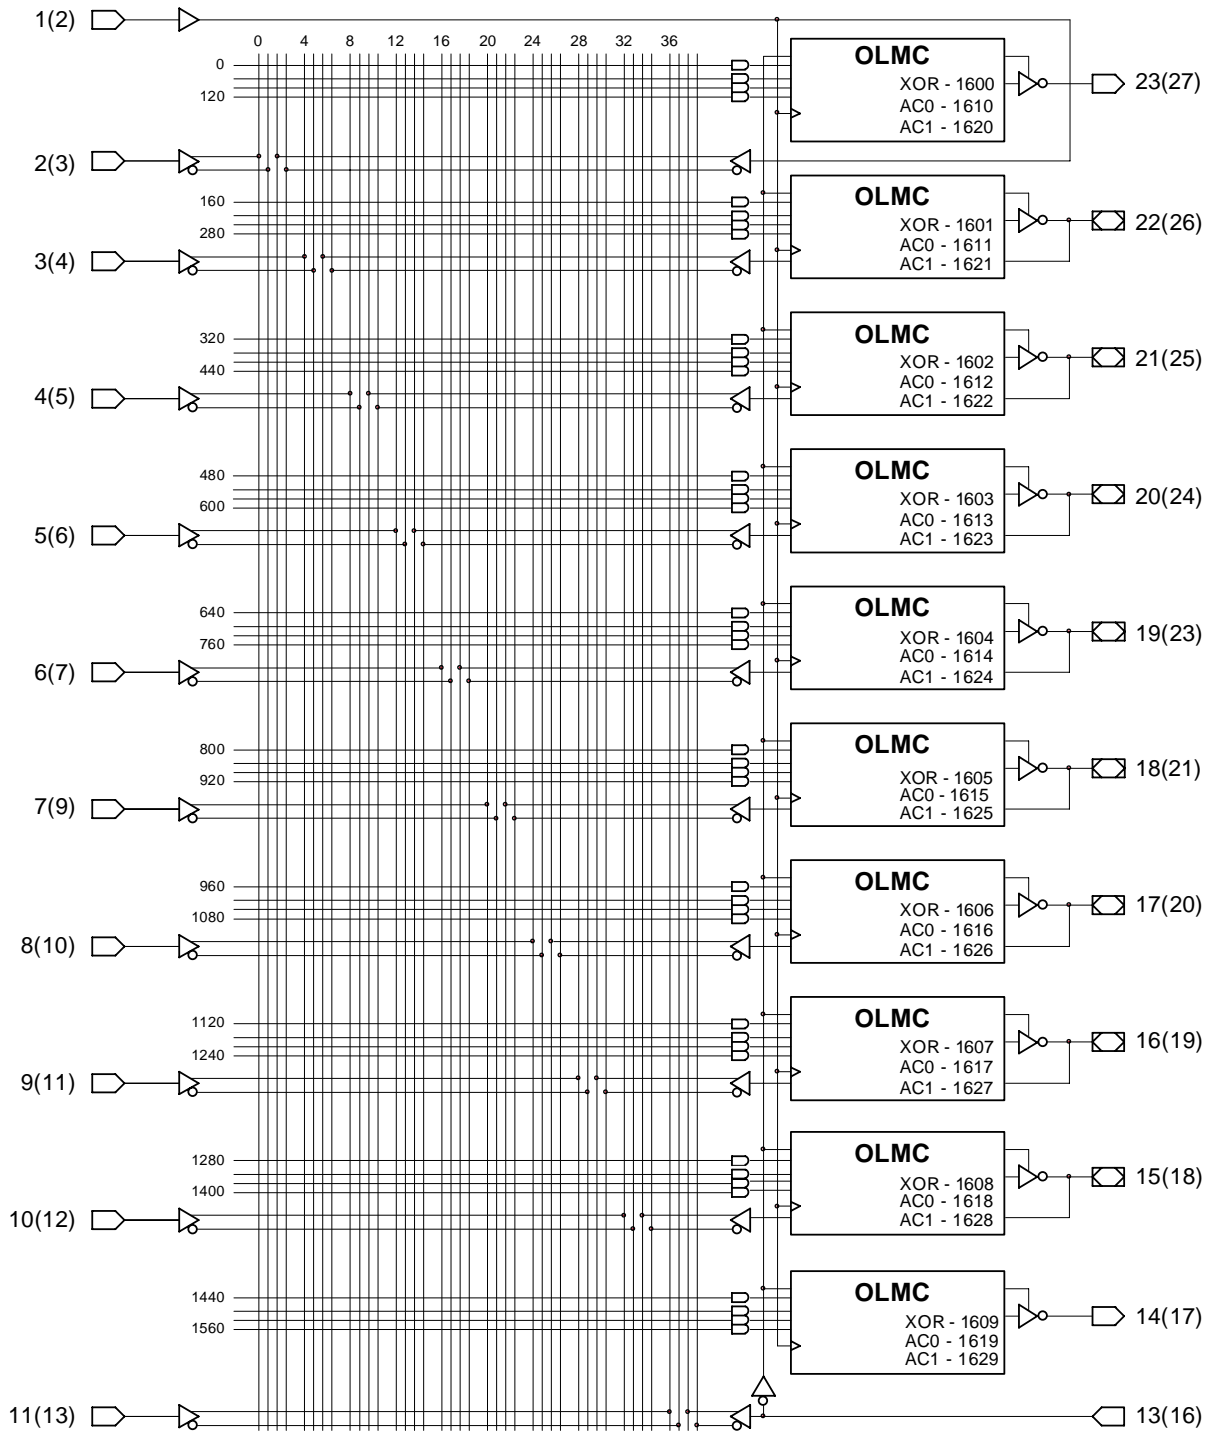 1(2)
0 4 8 12 16 20 24 28 32 36
0
120
OLMC
XOR - 1600
AC0 - 1610
AC1 - 1620
23(27)
2(3)
160
280
OLMC
XOR - 1601
AC0 - 1611
AC1 - 1621
22(26)
3(4)
320
440
OLMC
XOR - 1602
AC0 - 1612
AC1 - 1622
21(25)
4(5)
480
600
OLMC
XOR - 1603
AC0 - 1613
AC1 - 1623
20(24)
5(6)
640
760
OLMC
XOR - 1604
AC0 - 1614
AC1 - 1624
19(23)
6(7)
800
920
OLMC
XOR - 1605
AC0 - 1615
AC1 - 1625
18(21)
7(9)
960
1080
OLMC
XOR - 1606
AC0 - 1616
AC1 - 1626
17(20)
8(10)
1120
1240
OLMC
XOR - 1607
AC0 - 1617
AC1 - 1627
16(19)
9(11)
1280
1400
OLMC
XOR - 1608
AC0 - 1618
AC1 - 1628
15(18)
10(12)
1440
1560
OLMC
XOR - 1609
AC0 - 1619
AC1 - 1629
14(17)
11(13)
13(16)